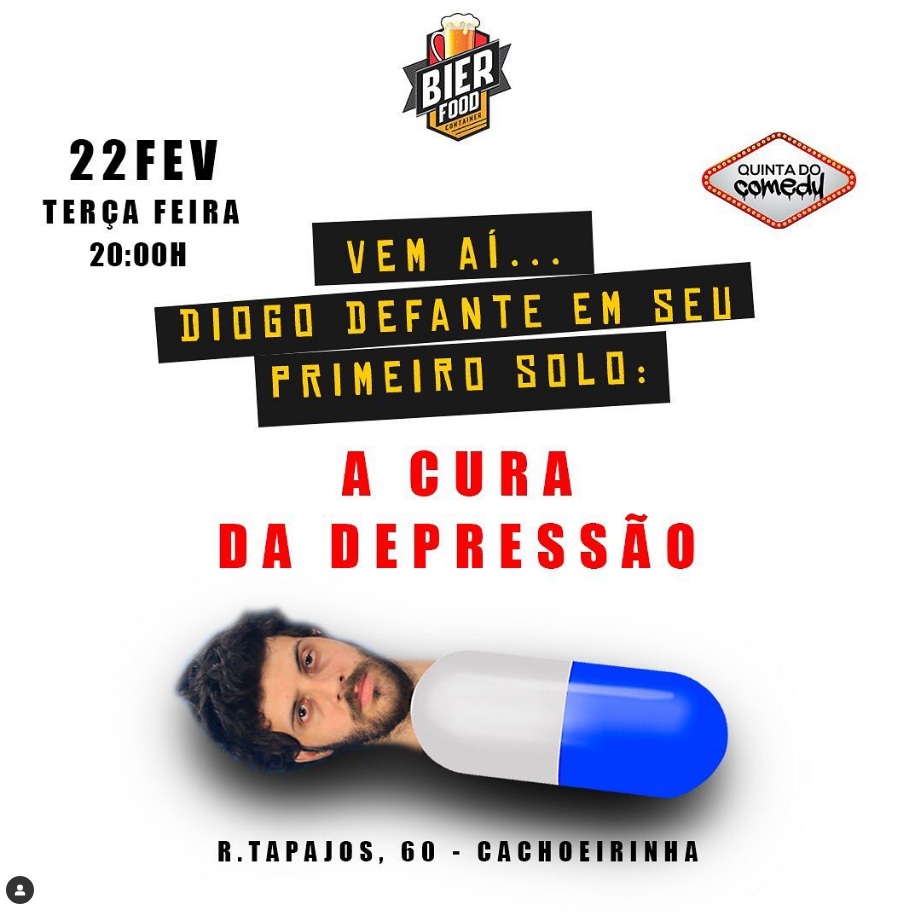 BIER
FOOD
CONTAINER
22FEV
TERÇA FEIRA
20:00H
QUINTA DO
comedy
VEM AÍ...
DIOGO DEFANTE EM SEU
PRIMEIRO SOLO:
A CURA
DA DEPRESSÃO
R.TAPAJOS, 60 - CACHOEIRINHA